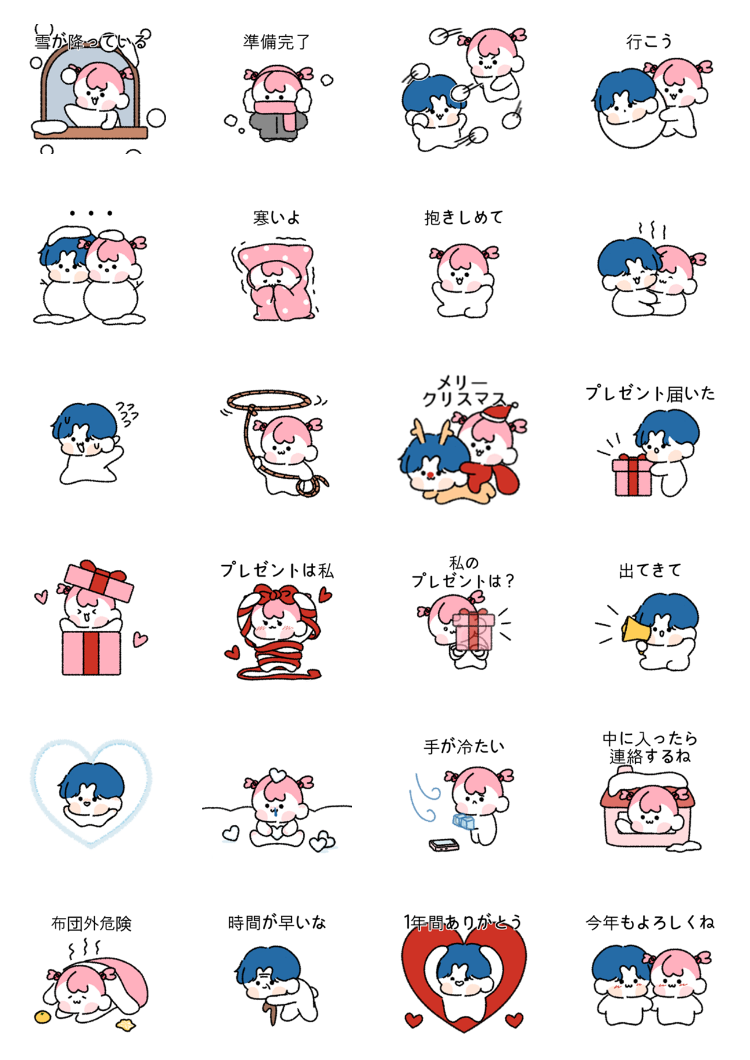 雪が降っている
準備完了
行こう
・・・
寒いよ
抱きしめて
メリー
クリスマス
プレゼント届いた
プレゼントは私
私の
プレゼントは？
出てきて
手が冷たい
中に入ったら
連絡するね
布団外危険
時間が早いな
1年間ありがとう
今年もよろしくね